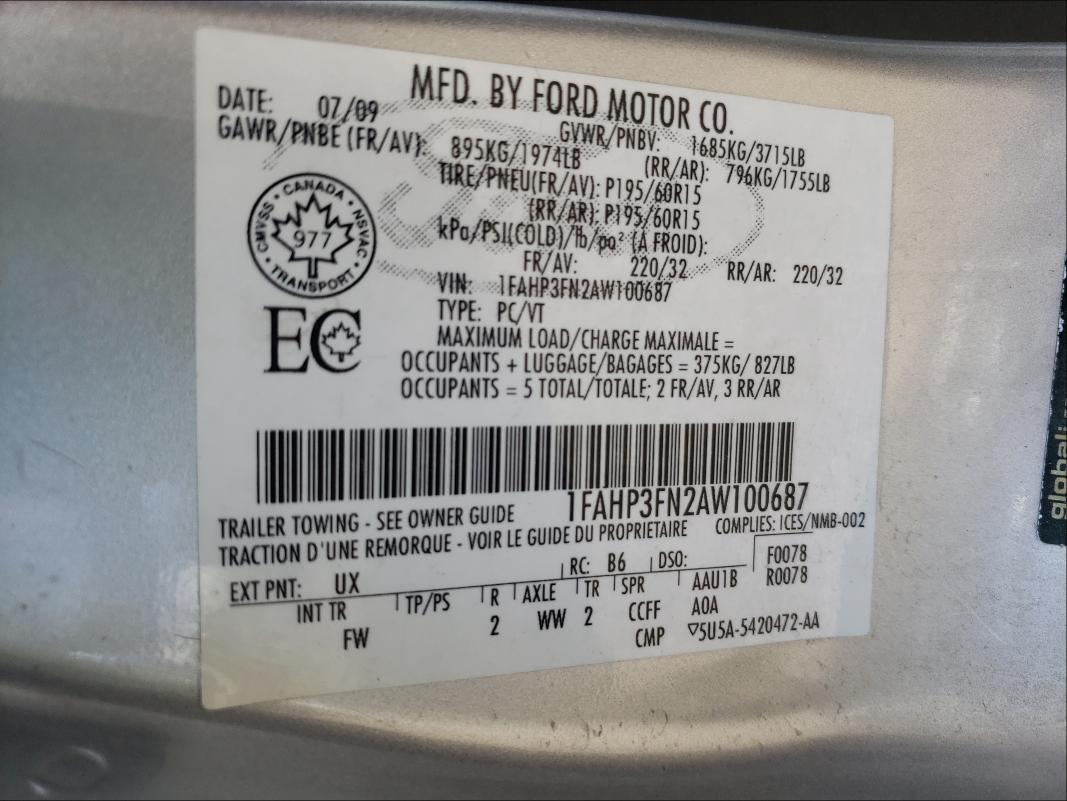 MFD. BY FORD MOTOR CO.
DATE: 07/09 GVWR/PNBV: 1685KG/3715LB
GAWR/PNBE (FR/AV): 895KG/1974LB (RR/AR): 796KG/1755LB
TIRE/PNEU(FR/AV): P195/60R15
(RR/AR): P195/60R15
kPa/PSI(COLD)/lb/po² (À FROID):
FR/AV: 220/32 RR/AR: 220/32
VIN: 1FAHP3FN2AW100687
TYPE: PC/VT
MAXIMUM LOAD/CHARGE MAXIMALE =
OCCUPANTS + LUGGAGE/BAGAGES = 375KG/ 827LB
OCCUPANTS = 5 TOTAL/TOTALE; 2 FR/AV, 3 RR/AR
CMVSS • CANADA • NSVAC • TRANSPORT •
977
EC
1FAHP3FN2AW100687
TRAILER TOWING - SEE OWNER GUIDE COMPLIES: ICES/NMB-002
TRACTION D'UNE REMORQUE - VOIR LE GUIDE DU PROPRIETAIRE
EXT PNT: UX RC: B6 DSO: F0078
R0078
INT TR TP/PS R AXLE TR SPR AAU1B
FW 2 WW 2 CCFF A0A
CMP ▽5U5A-5420472-AA
global